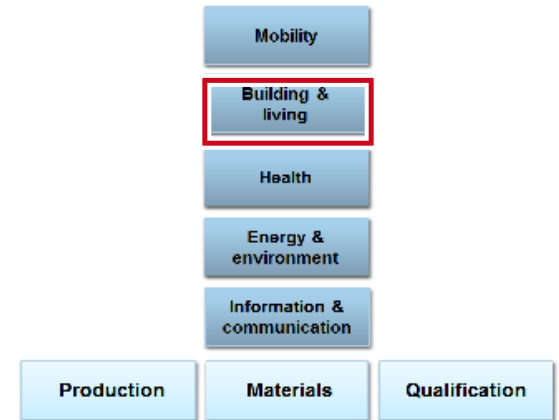 Mobility
Building &
living
Health
Energy &
environment
Information &
communication
Production
Materials
Qualification